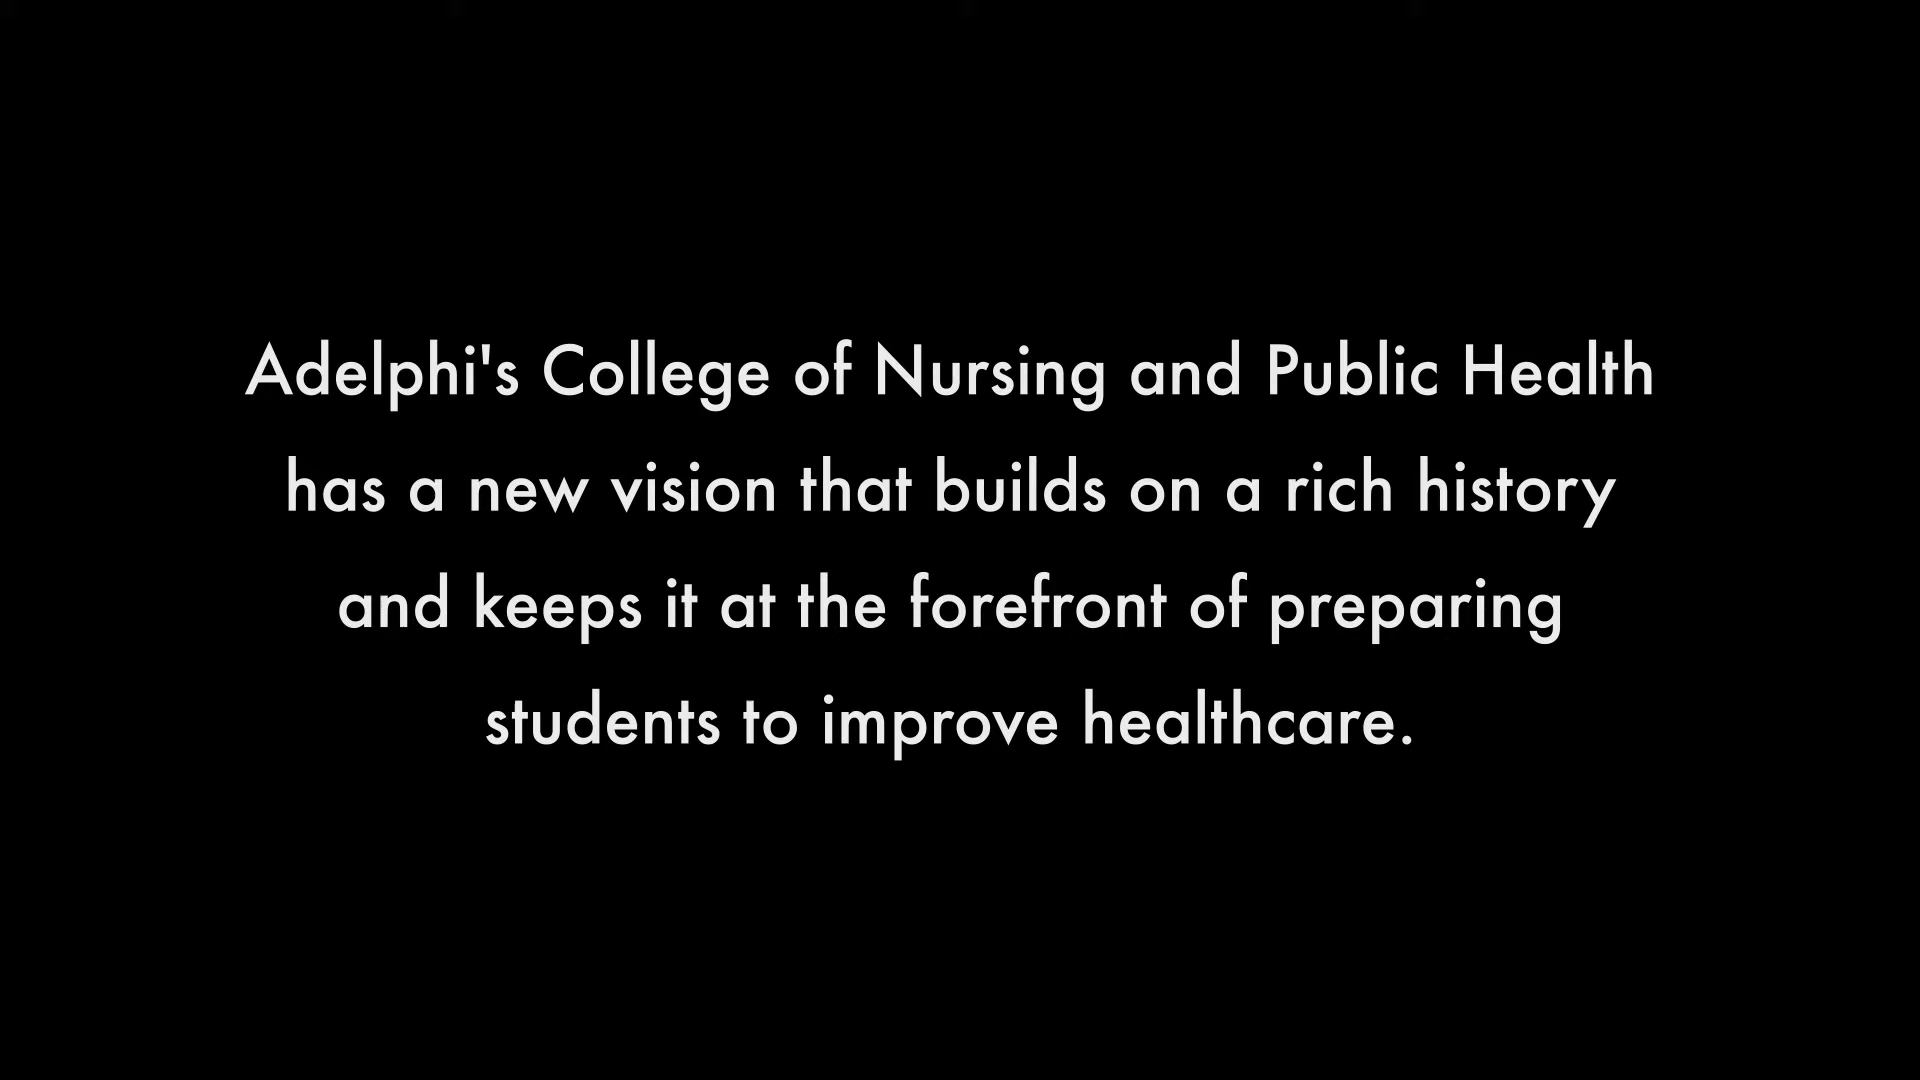 Adelphi's College of Nursing and Public Health
has a new vision that builds on a rich history
and keeps it at the forefront of preparing
students to improve healthcare.